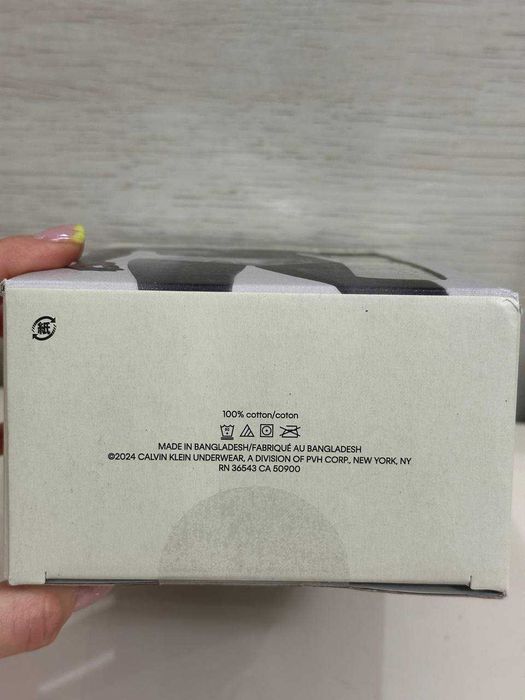 紙
100% cotton/coton
MADE IN BANGLADESH/FABRIQUÉ AU BANGLADESH
©2024 CALVIN KLEIN UNDERWEAR, A DIVISION OF PVH CORP., NEW YORK, NY
RN 36543 CA 50900